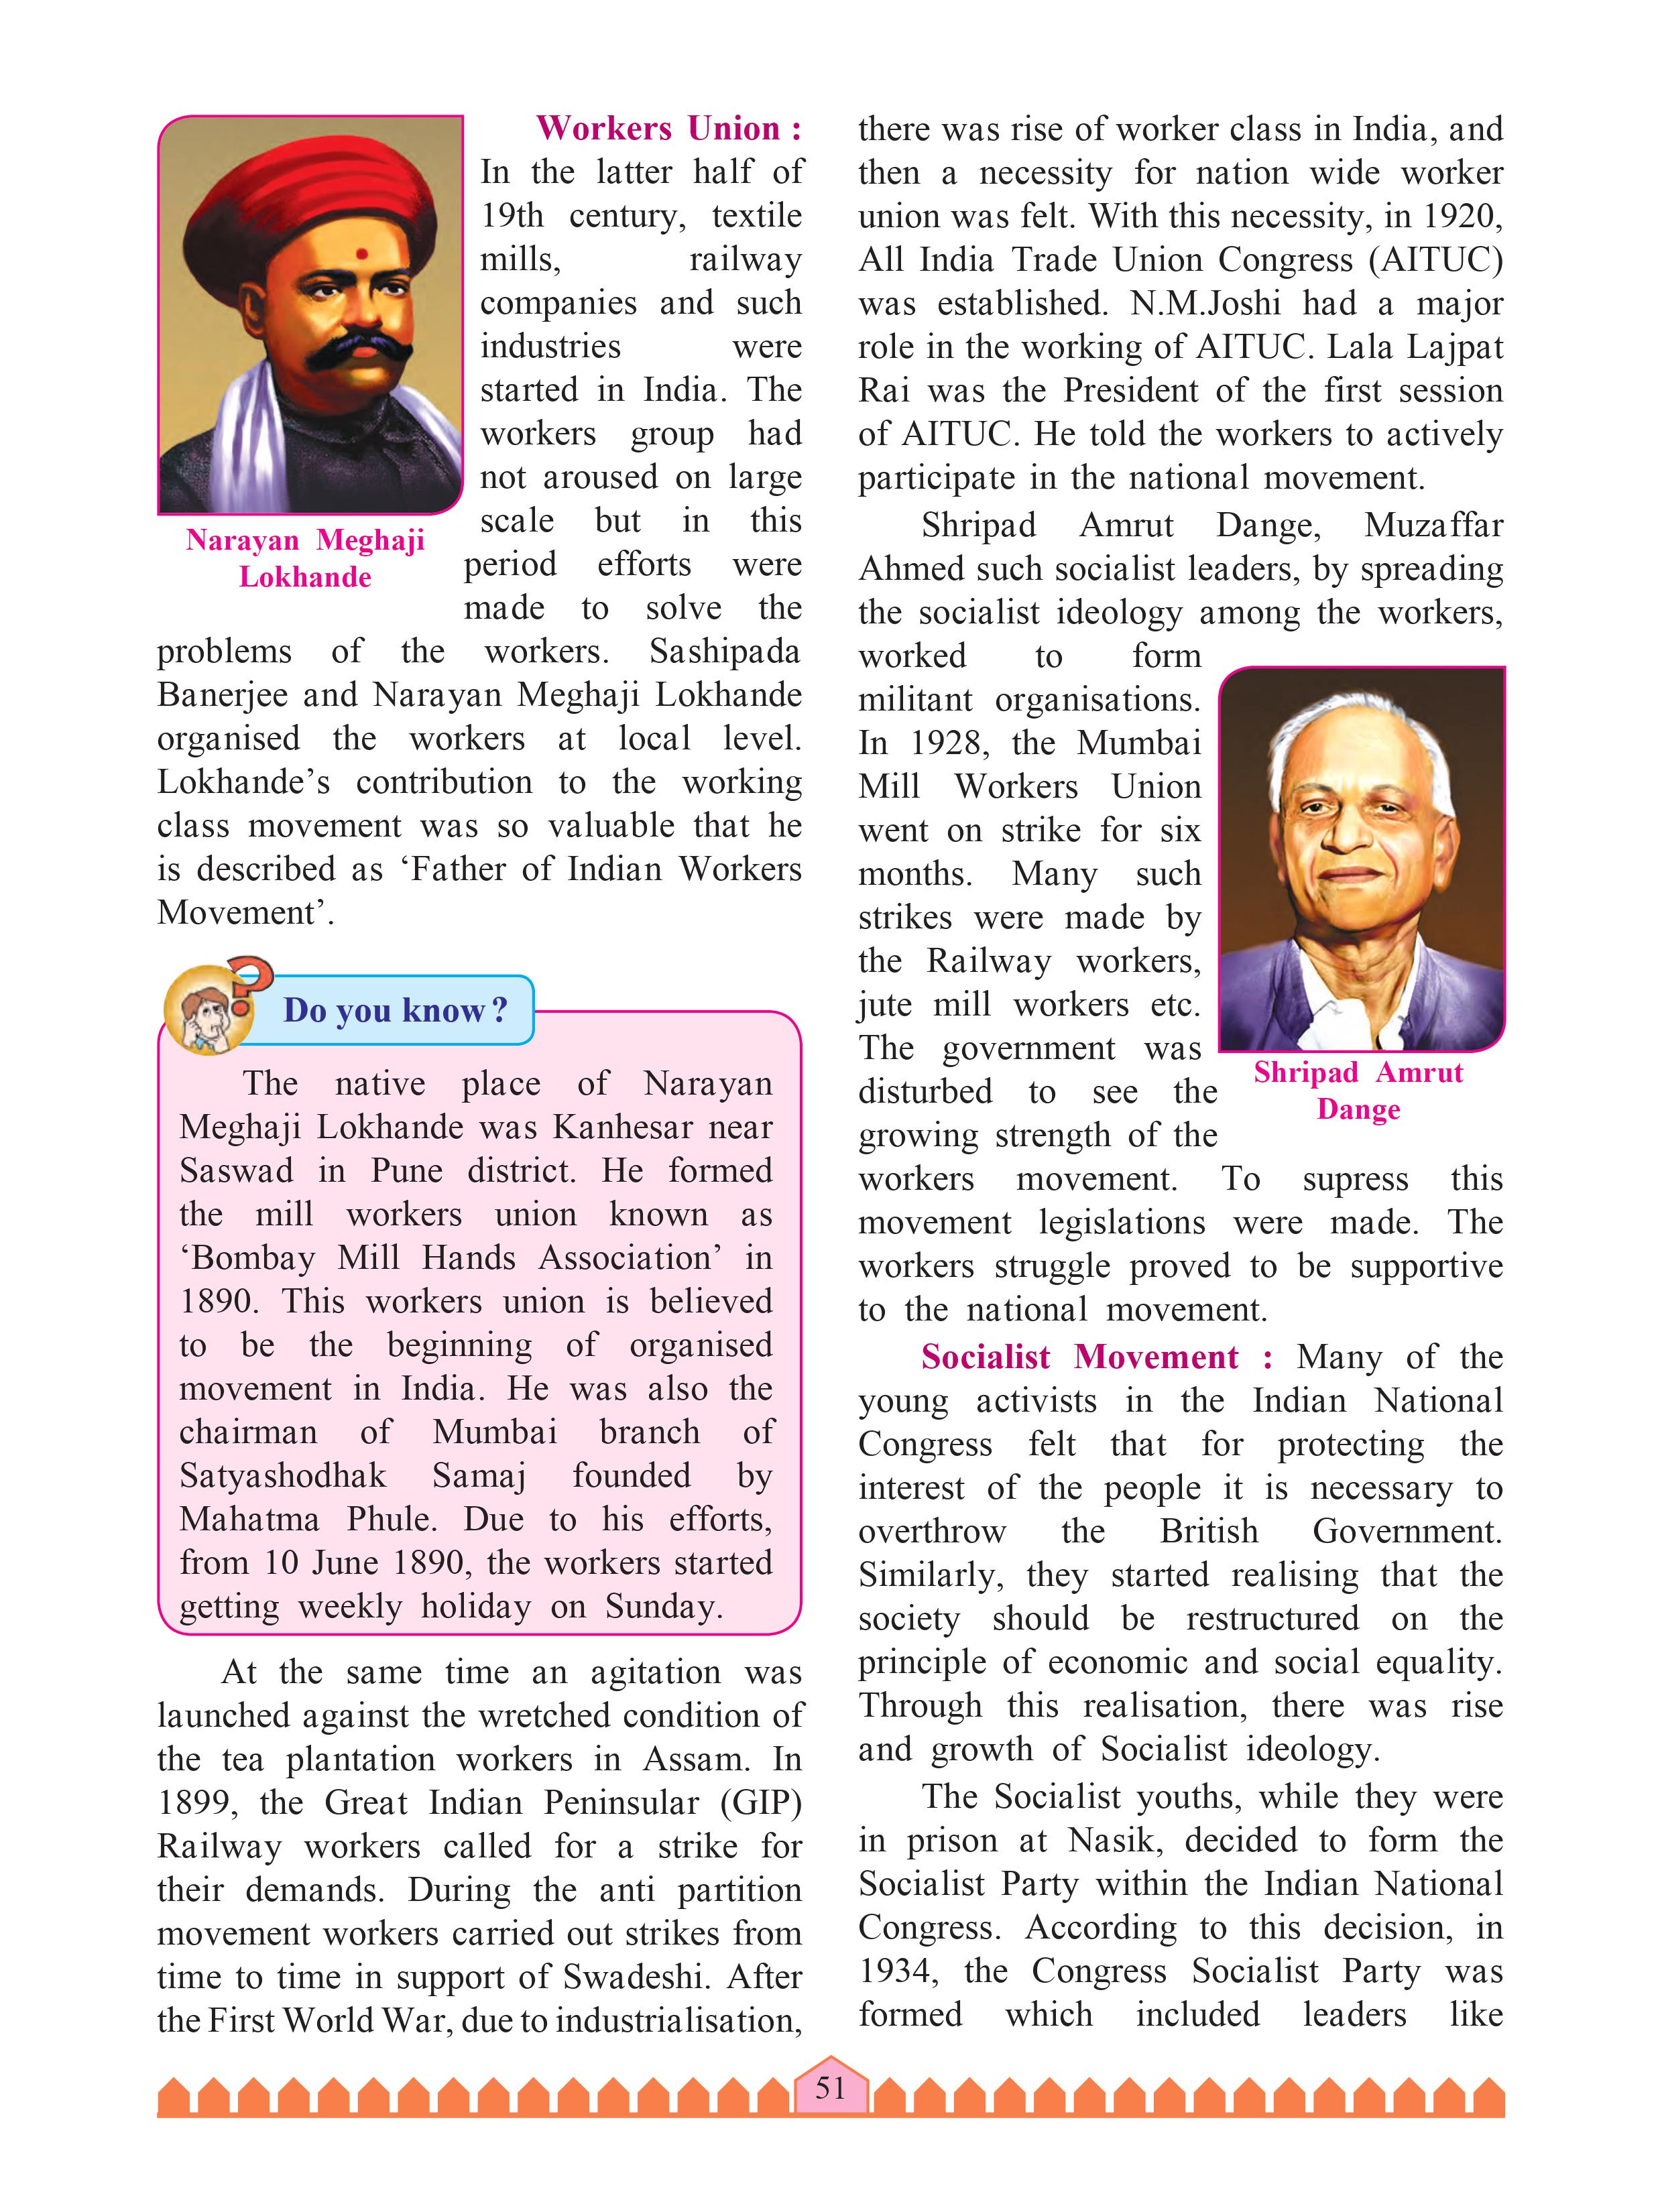 Workers Union :
In the latter half of
19th century, textile
mills, railway
companies and such
industries were
started in India. The
workers group had
not aroused on large
scale but in this
period efforts were
made to solve the
Narayan Meghaji
Lokhande
problems of the workers. Sashipada
Banerjee and Narayan Meghaji Lokhande
organised the workers at local level.
Lokhande’s contribution to the working
class movement was so valuable that he
is described as ‘Father of Indian Workers
Movement’.
Do you know ?
The native place of Narayan
Meghaji Lokhande was Kanhesar near
Saswad in Pune district. He formed
the mill workers union known as
‘Bombay Mill Hands Association’ in
1890. This workers union is believed
to be the beginning of organised
movement in India. He was also the
chairman of Mumbai branch of
Satyashodhak Samaj founded by
Mahatma Phule. Due to his efforts,
from 10 June 1890, the workers started
getting weekly holiday on Sunday.
At the same time an agitation was
launched against the wretched condition of
the tea plantation workers in Assam. In
1899, the Great Indian Peninsular (GIP)
Railway workers called for a strike for
their demands. During the anti partition
movement workers carried out strikes from
time to time in support of Swadeshi. After
the First World War, due to industrialisation,
there was rise of worker class in India, and
then a necessity for nation wide worker
union was felt. With this necessity, in 1920,
All India Trade Union Congress (AITUC)
was established. N.M.Joshi had a major
role in the working of AITUC. Lala Lajpat
Rai was the President of the first session
of AITUC. He told the workers to actively
participate in the national movement.
Shripad Amrut Dange, Muzaffar
Ahmed such socialist leaders, by spreading
the socialist ideology among the workers,
worked to form
militant organisations.
In 1928, the Mumbai
Mill Workers Union
went on strike for six
months. Many such
strikes were made by
the Railway workers,
jute mill workers etc.
The government was
disturbed to see the
growing strength of the
Shripad Amrut
Dange
workers movement. To supress this
movement legislations were made. The
workers struggle proved to be supportive
to the national movement.
Socialist Movement : Many of the
young activists in the Indian National
Congress felt that for protecting the
interest of the people it is necessary to
overthrow the British Government.
Similarly, they started realising that the
society should be restructured on the
principle of economic and social equality.
Through this realisation, there was rise
and growth of Socialist ideology.
The Socialist youths, while they were
in prison at Nasik, decided to form the
Socialist Party within the Indian National
Congress. According to this decision, in
1934, the Congress Socialist Party was
formed which included leaders like
51